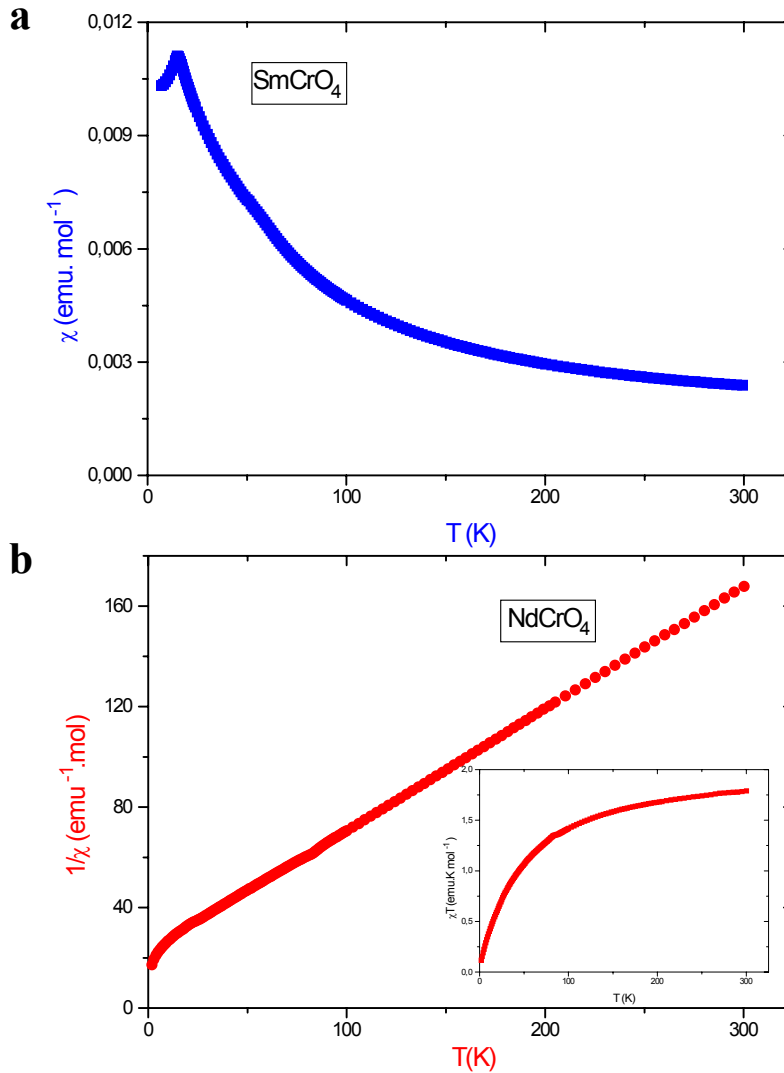 a
0,012
0,009
0,006
0,003
0,000
χ (emu. mol⁻¹)
SmCrO₄
0
100
200
300
T (K)
b
160
120
80
40
0
1/χ (emu⁻¹.mol)
NdCrO₄
2,0
1,5
1,0
0,5
0,0
χT (emu.K mol⁻¹)
0
100
200
300
T (K)
0
100
200
300
T(K)